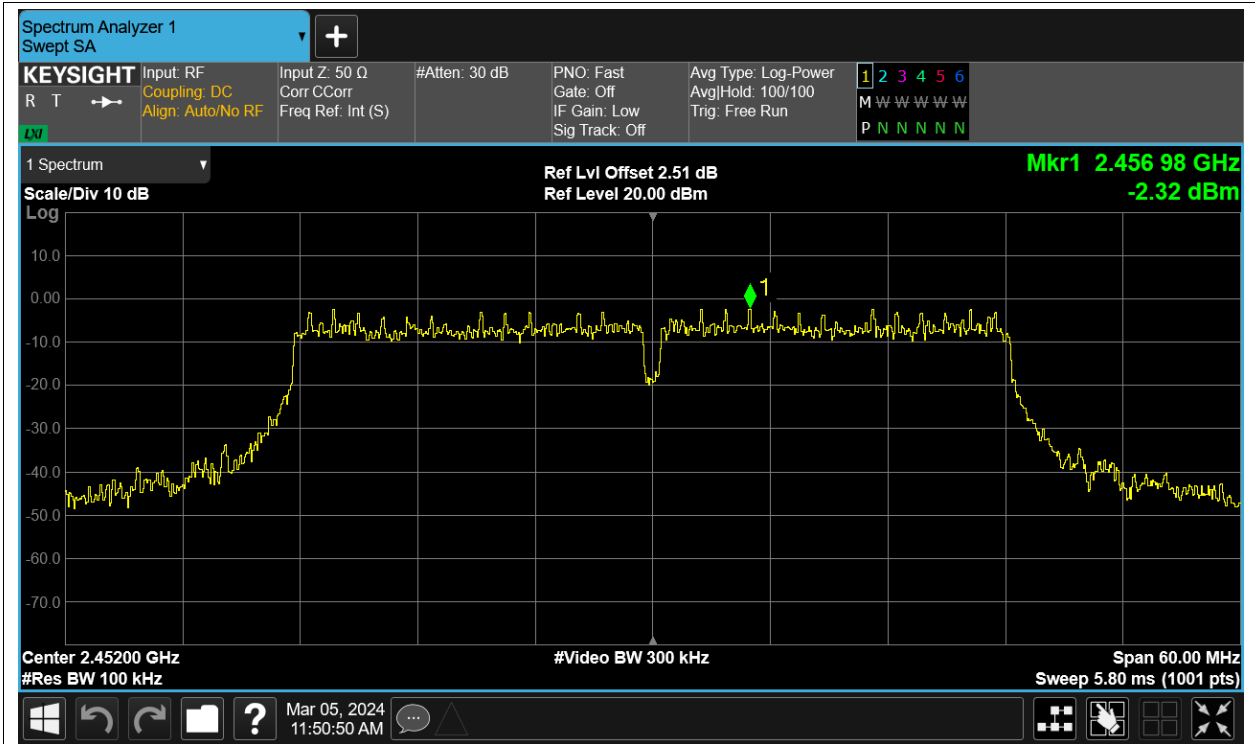 Spectrum Analyzer 1
Swept SA
+
KEYSIGHT
R T
LXI
Input: RF
Coupling: DC
Align: Auto/No RF
Input Z: 50 Ω
Corr CCorr
Freq Ref: Int (S)
#Atten: 30 dB
PNO: Fast
Gate: Off
IF Gain: Low
Sig Track: Off
Avg Type: Log-Power
Avg|Hold: 100/100
Trig: Free Run
1 2 3 4 5 6
M W W W W W
P N N N N N
1 Spectrum
Scale/Div 10 dB
Log
Ref Lvl Offset 2.51 dB
Ref Level 20.00 dBm
Mkr1 2.456 98 GHz
-2.32 dBm
10.0
0.00
-10.0
-20.0
-30.0
-40.0
-50.0
-60.0
-70.0
1
Center 2.45200 GHz
#Res BW 100 kHz
#Video BW 300 kHz
Span 60.00 MHz
Sweep 5.80 ms (1001 pts)
?
Mar 05, 2024
11:50:50 AM